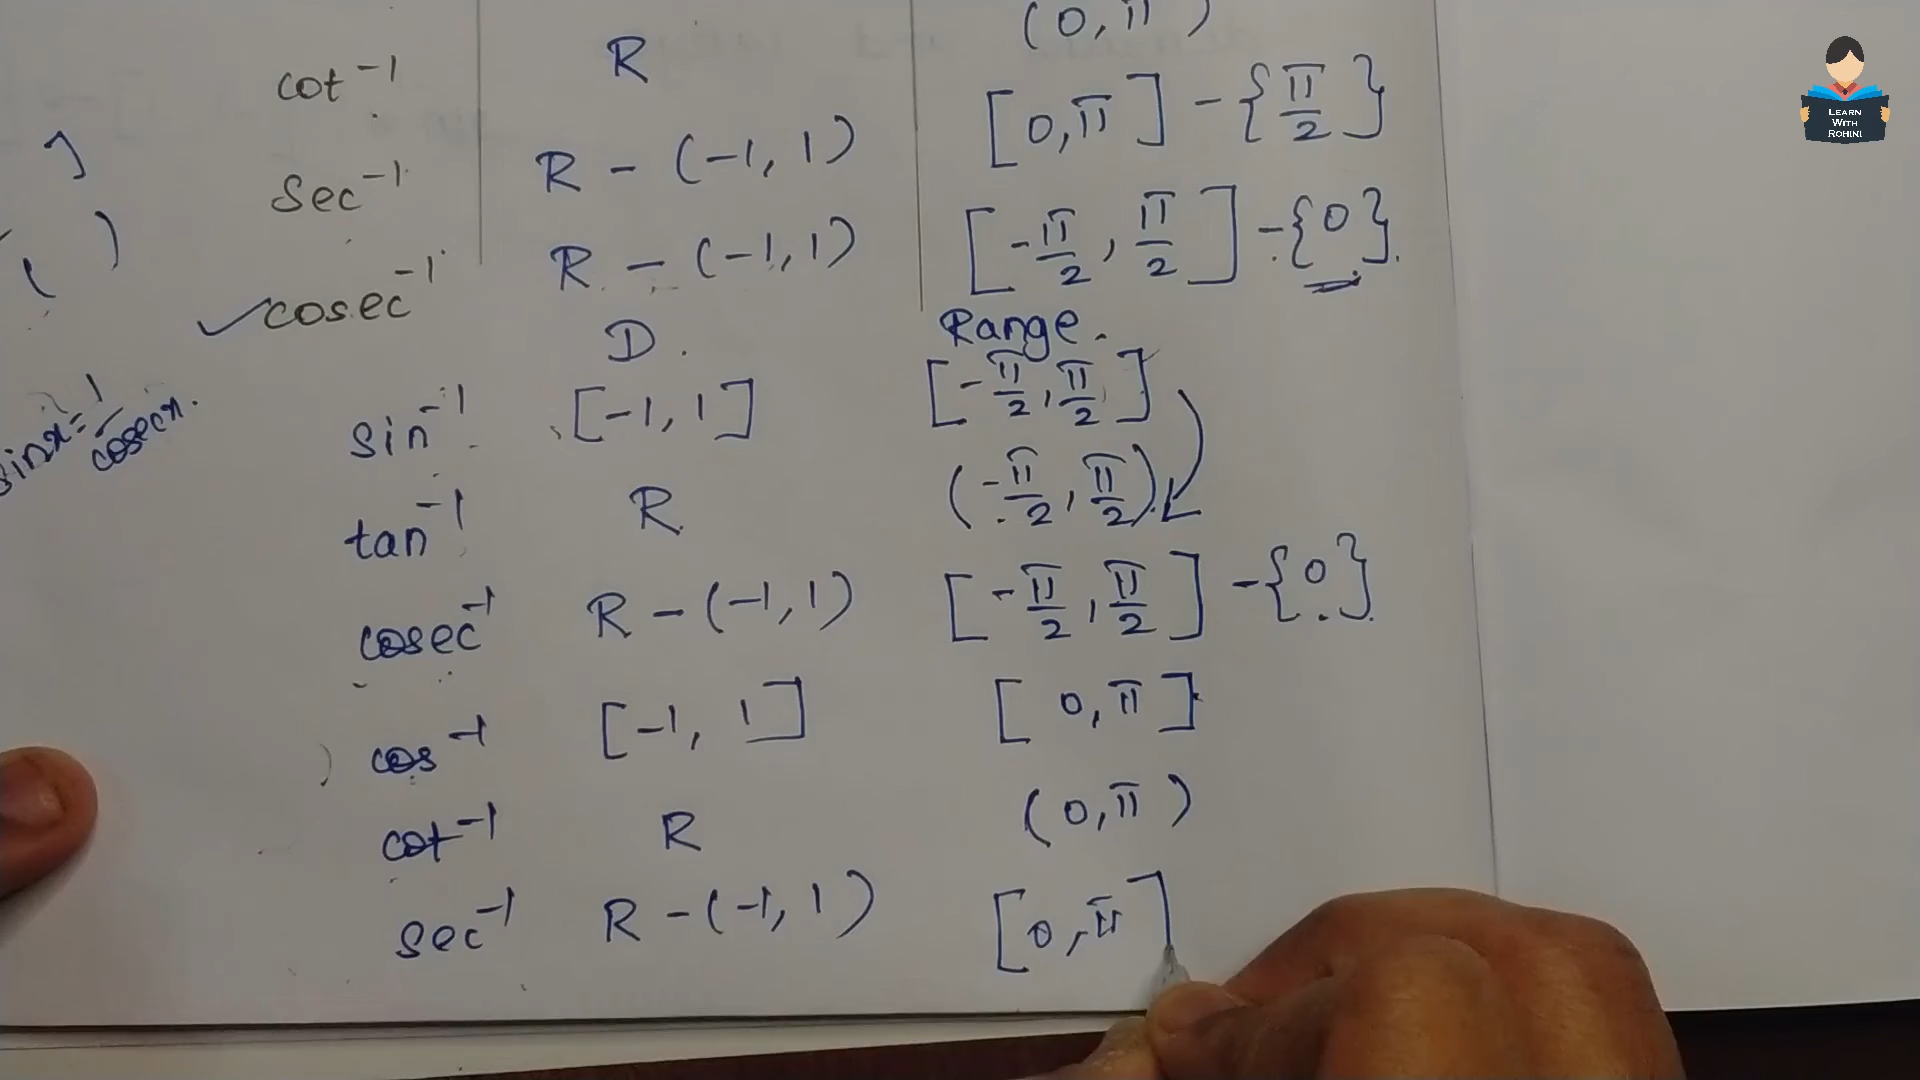 (0, π)
cot⁻¹ R [0, π] - {π/2}
Sec⁻¹ R - (-1, 1) [-π/2, π/2] - {0}
✓cosec⁻¹ R - (-1, 1)
D. Range.
sin⁻¹ [-1, 1] [-π/2, π/2]
sinx = 1/cosecx.
tan⁻¹ R (-π/2, π/2)
cosec⁻¹ R - (-1, 1) [-π/2, π/2] - {0}
cos⁻¹ [-1, 1] [0, π]
cot⁻¹ R (0, π)
sec⁻¹ R - (-1, 1) [0, π]
LEARN
WITH
ROHINI